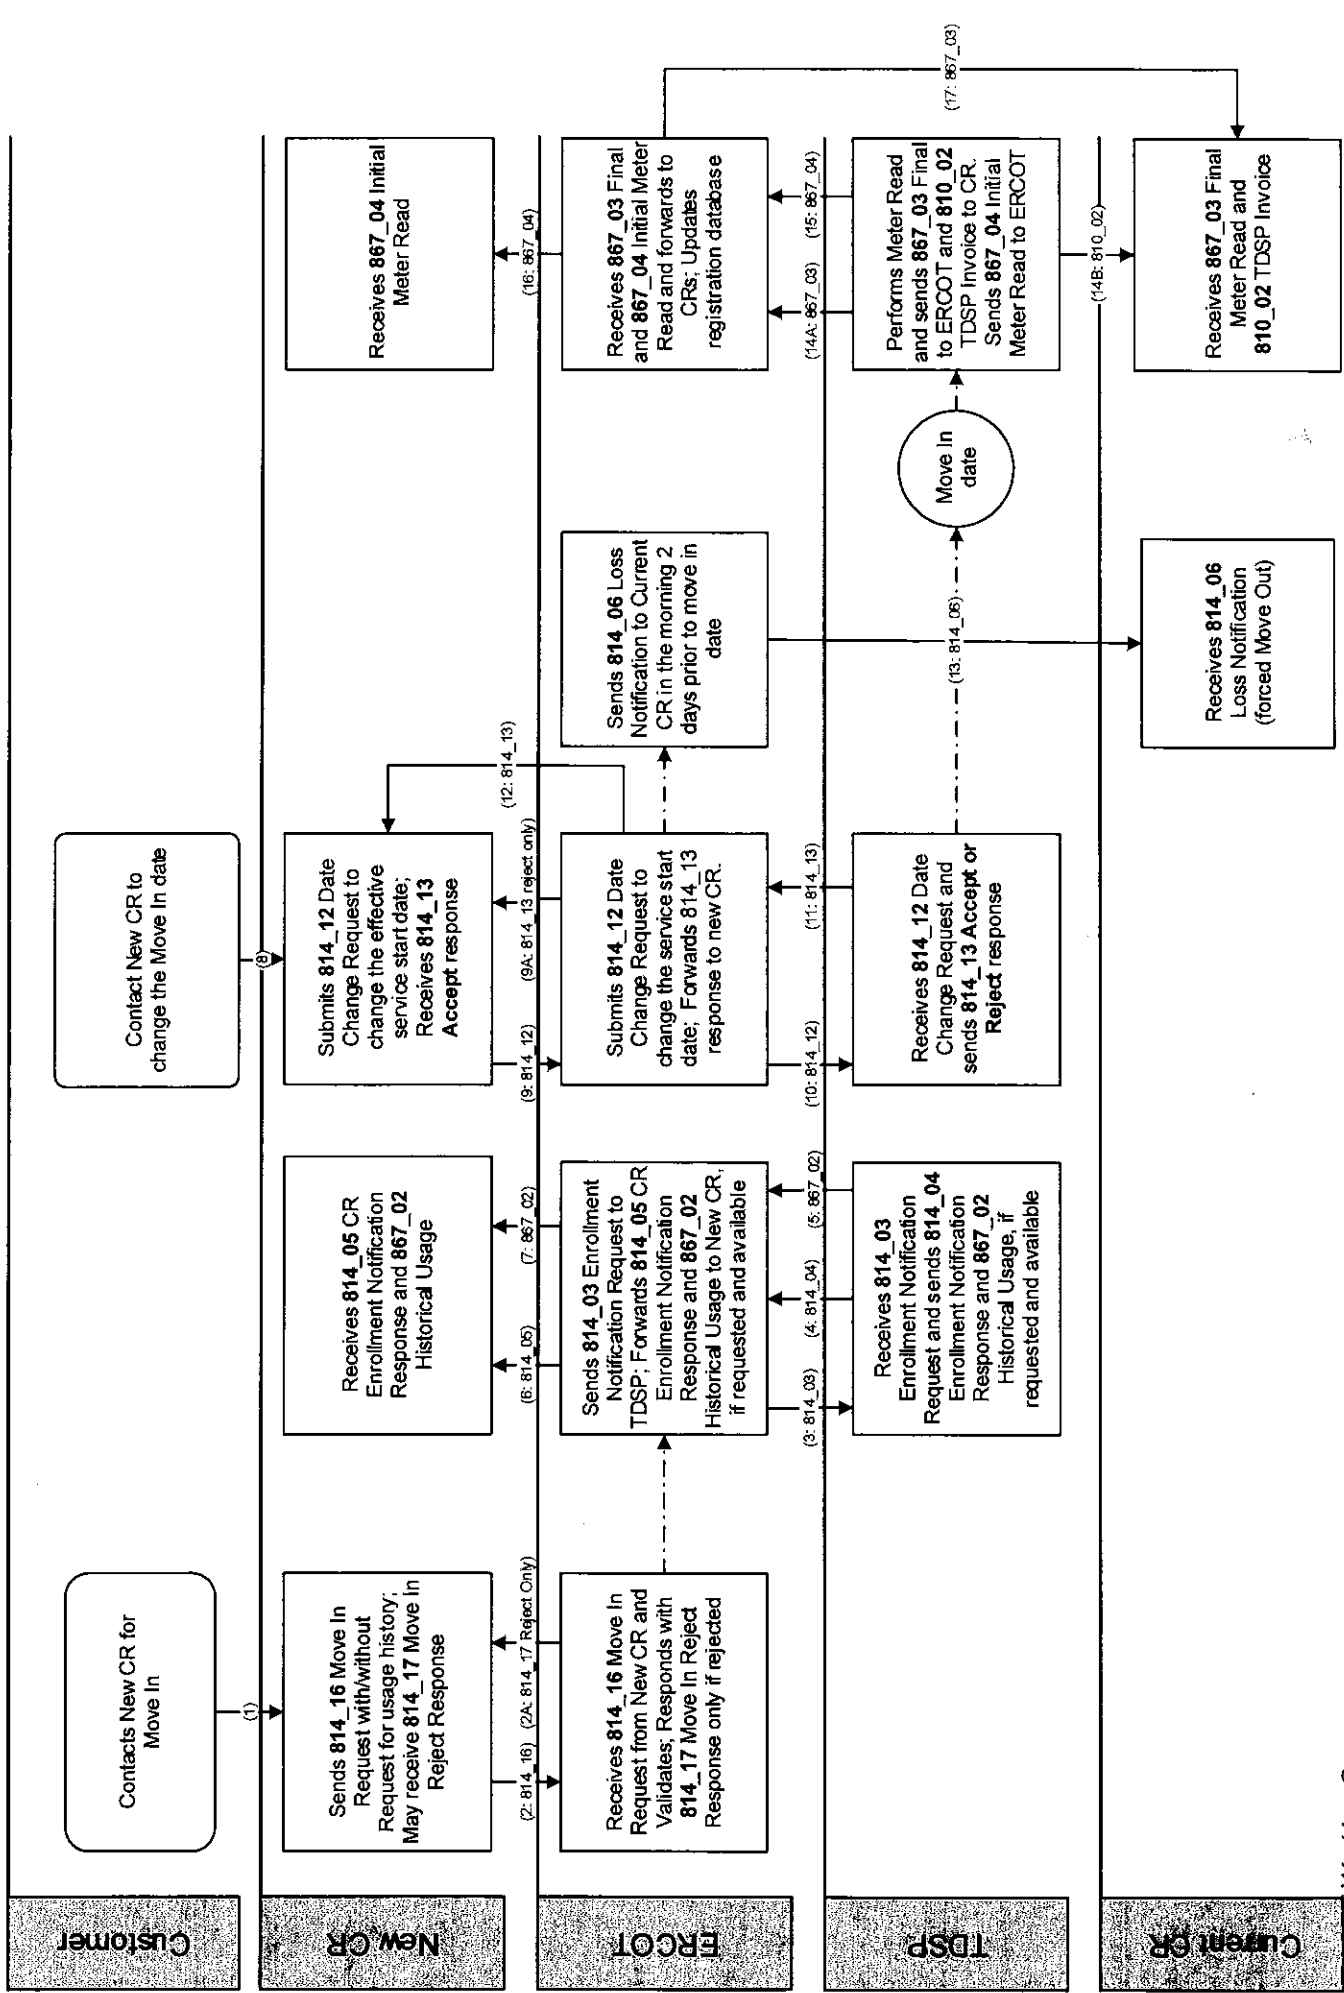 Customer
Contacts New CR for
Move In
Contact New CR to
change the Move In date
(1)
(8)
New CR
Sends 814_16 Move In
Request with/without
Request for usage history;
May receive 814_17 Move In
Reject Response
Receives 814_05 CR
Enrollment Notification
Response and 867_02
Historical Usage
Submits 814_12 Date
Change Request to
change the effective
service start date;
Receives 814_13
Accept response
Receives 867_04 Initial
Meter Read
(2: 814_16)
(2A: 814_17 Reject Only)
(6: 814_05)
(7: 867_02)
(9: 814_12)
(9A: 814_13 reject only)
(12: 814_13)
(16: 867_04)
ERCOT
Receives 814_16 Move In
Request from New CR and
Validates; Responds with
814_17 Move In Reject
Response only if rejected
Sends 814_03 Enrollment
Notification Request to
TDSP; Forwards 814_05 CR
Enrollment Notification
Response and 867_02
Historical Usage to New CR,
if requested and available
Submits 814_12 Date
Change Request to
change the service start
date; Forwards 814_13
response to new CR.
Sends 814_06 Loss
Notification to Current
CR in the morning 2
days prior to move in
date
Receives 867_03 Final
and 867_04 Initial Meter
Read and forwards to
CRs; Updates
registration database
(3: 814_03)
(4: 814_04)
(5: 867_02)
(10: 814_12)
(11: 814_13)
(14A: 867_03)
(15: 867_04)
(17: 867_03)
TDSP
Receives 814_03
Enrollment Notification
Request and sends 814_04
Enrollment Notification
Response and 867_02
Historical Usage, if
requested and available
Receives 814_12 Date
Change Request and
sends 814_13 Accept or
Reject response
(13: 814_06)
Move In
date
Performs Meter Read
and sends 867_03 Final
to ERCOT and 810_02
TDSP Invoice to CR.
Sends 867_04 Initial
Meter Read to ERCOT
(14B: 810_02)
Current CR
Receives 814_06
Loss Notification
(forced Move Out)
Receives 867_03 Final
Meter Read and
810_02 TDSP Invoice